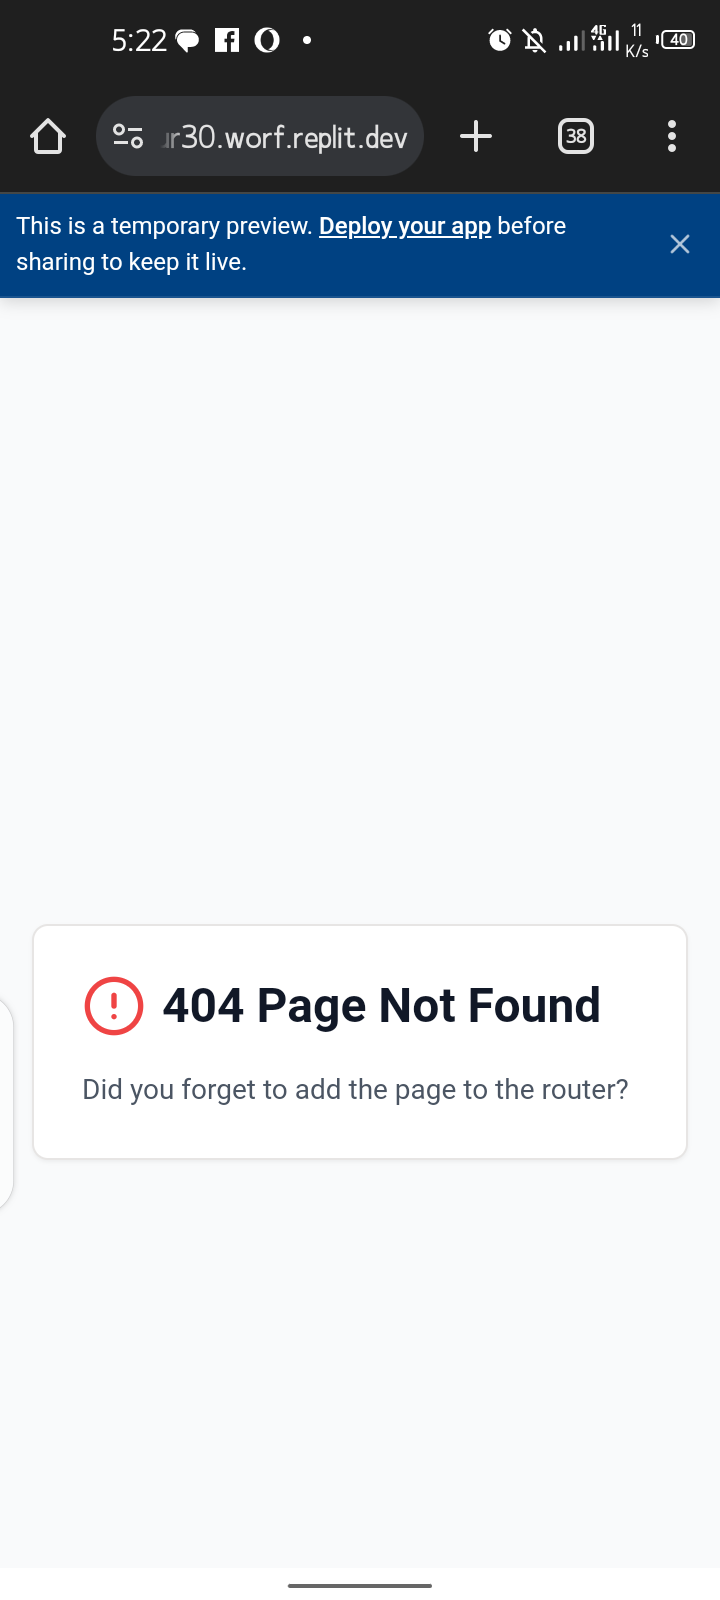 5:22
4G
11
K/s
40
r30.worf.replit.dev
38
This is a temporary preview. Deploy your app before
sharing to keep it live.
404 Page Not Found
Did you forget to add the page to the router?